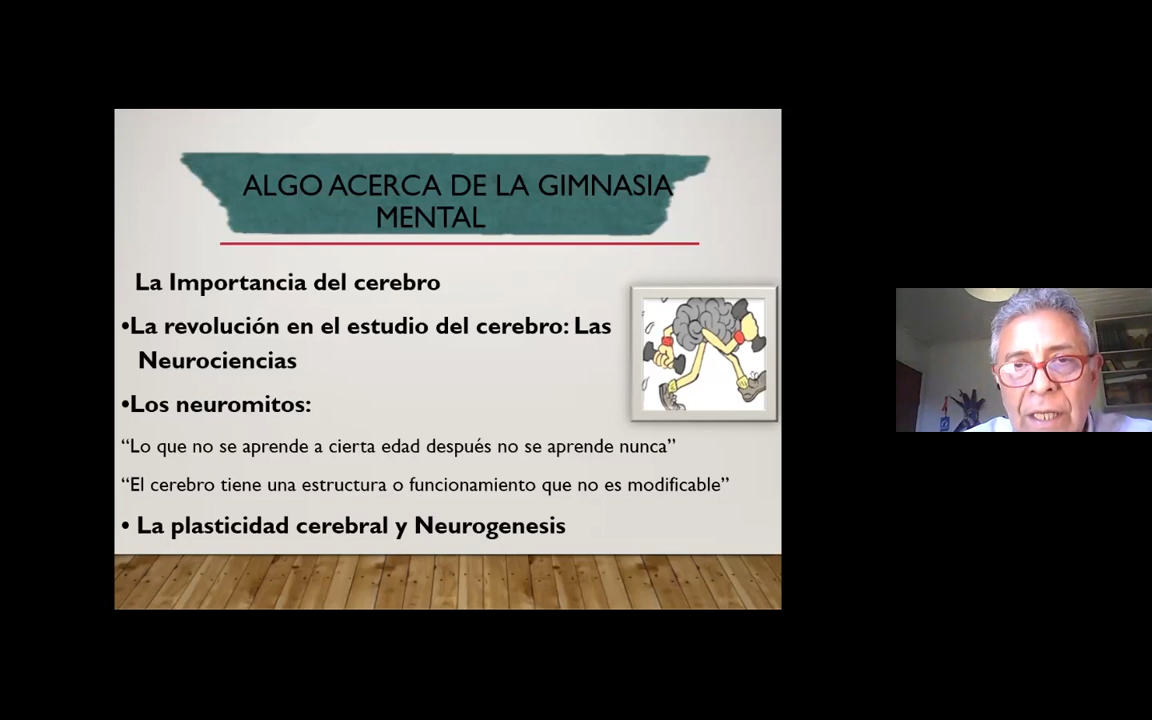 ALGO ACERCA DE LA GIMNASIA
MENTAL
La Importancia del cerebro
•La revolución en el estudio del cerebro: Las
Neurociencias
•Los neuromitos:
“Lo que no se aprende a cierta edad después no se aprende nunca”
“El cerebro tiene una estructura o funcionamiento que no es modificable”
• La plasticidad cerebral y Neurogenesis